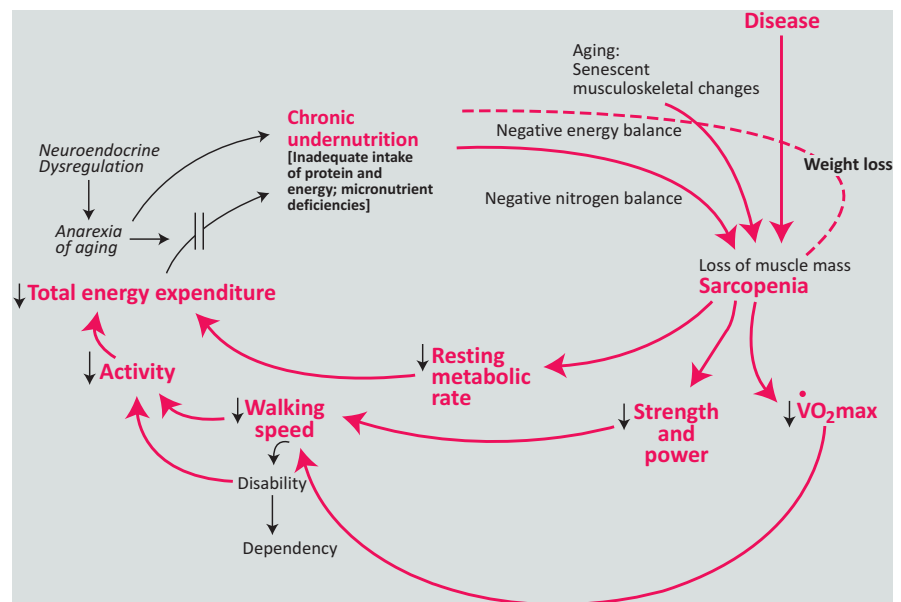 Disease
Aging:
Senescent
musculoskeletal changes
Chronic
undernutrition
[Inadequate intake
of protein and
energy; micronutrient
deficiencies]
Negative energy balance
Neuroendocrine
Dysregulation
Weight loss
Negative nitrogen balance
Anarexia
of aging
Loss of muscle mass
Sarcopenia
↓Total energy expenditure
↓Resting
metabolic
rate
↓Activity
↓Walking
speed
↓Strength
and
power
↓V̇O₂max
Disability
Dependency